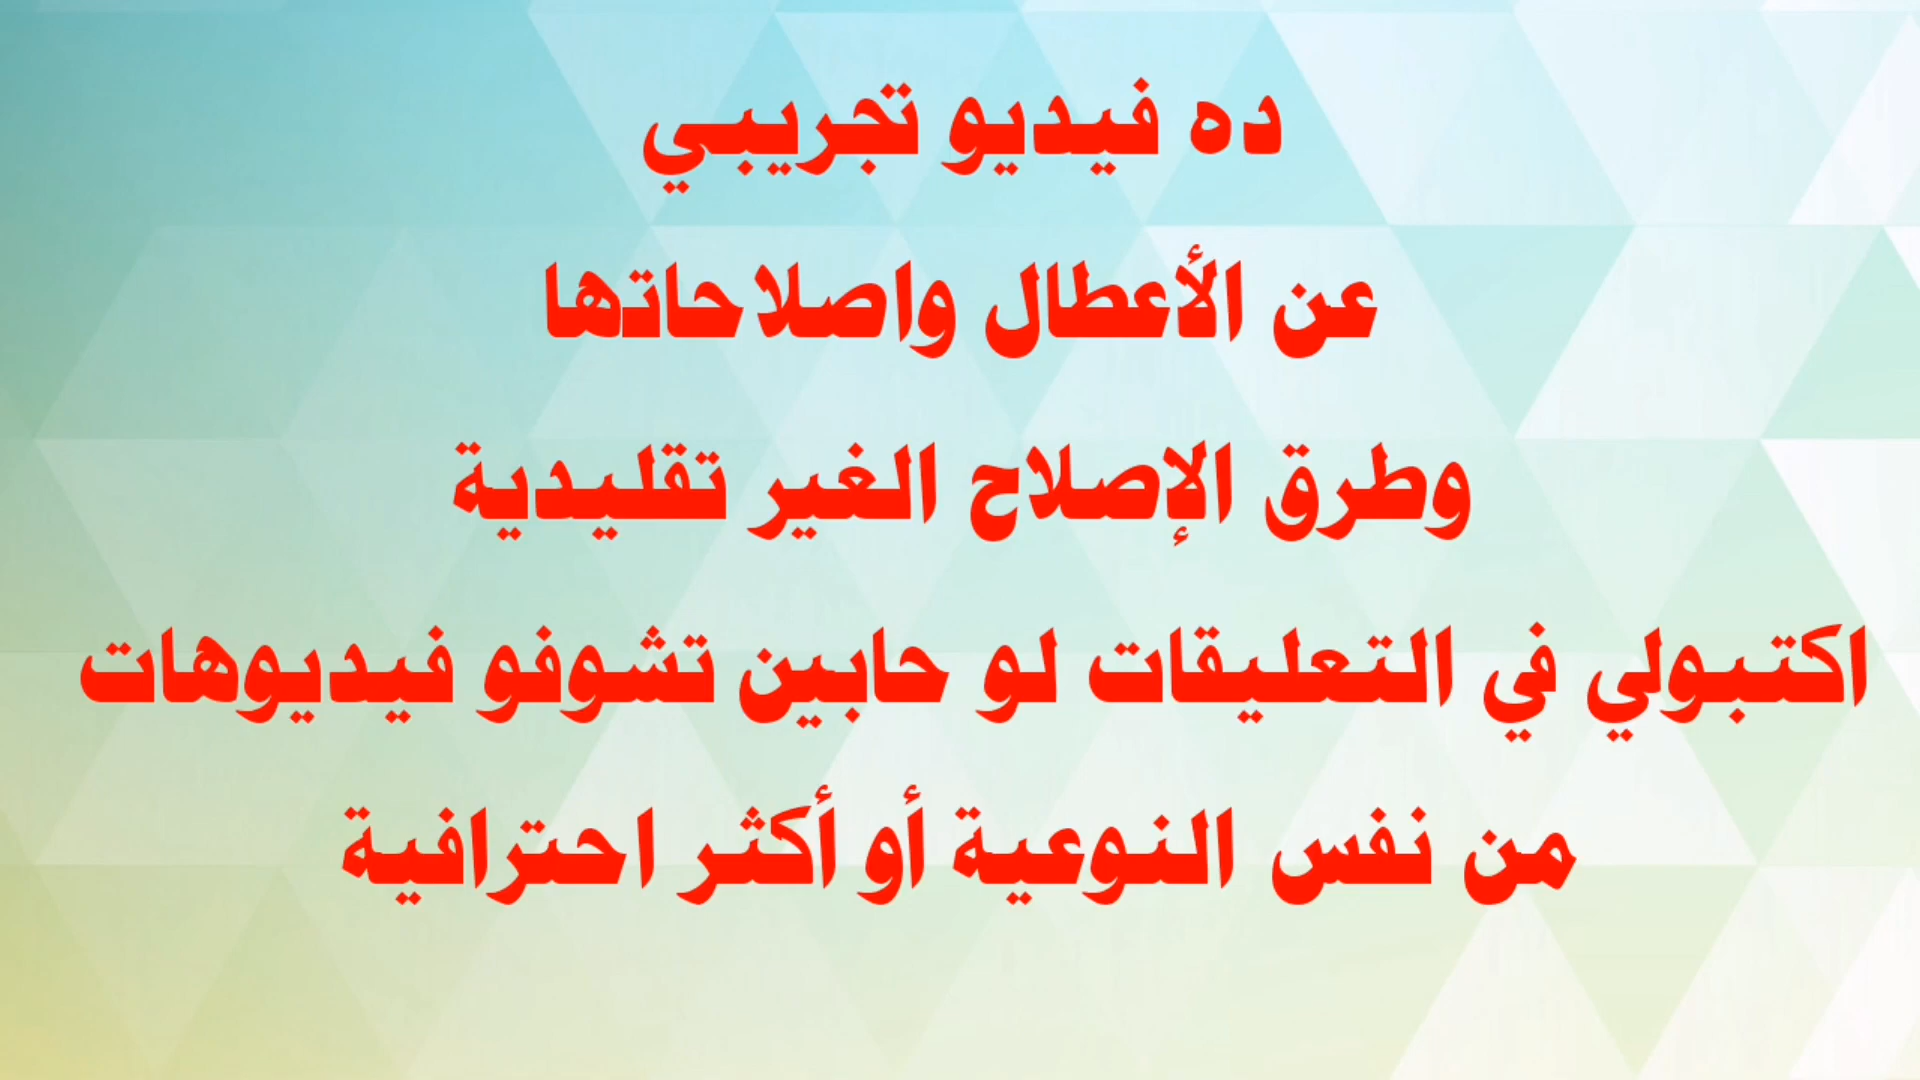 ده فيديو تجريبي
عن الأعطال واصلاحاتها
وطرق الإصلاح الغير تقليدية
اكتبولي في التعليقات لو حابين تشوفو فيديوهات
من نفس النوعية أو أكثر احترافية